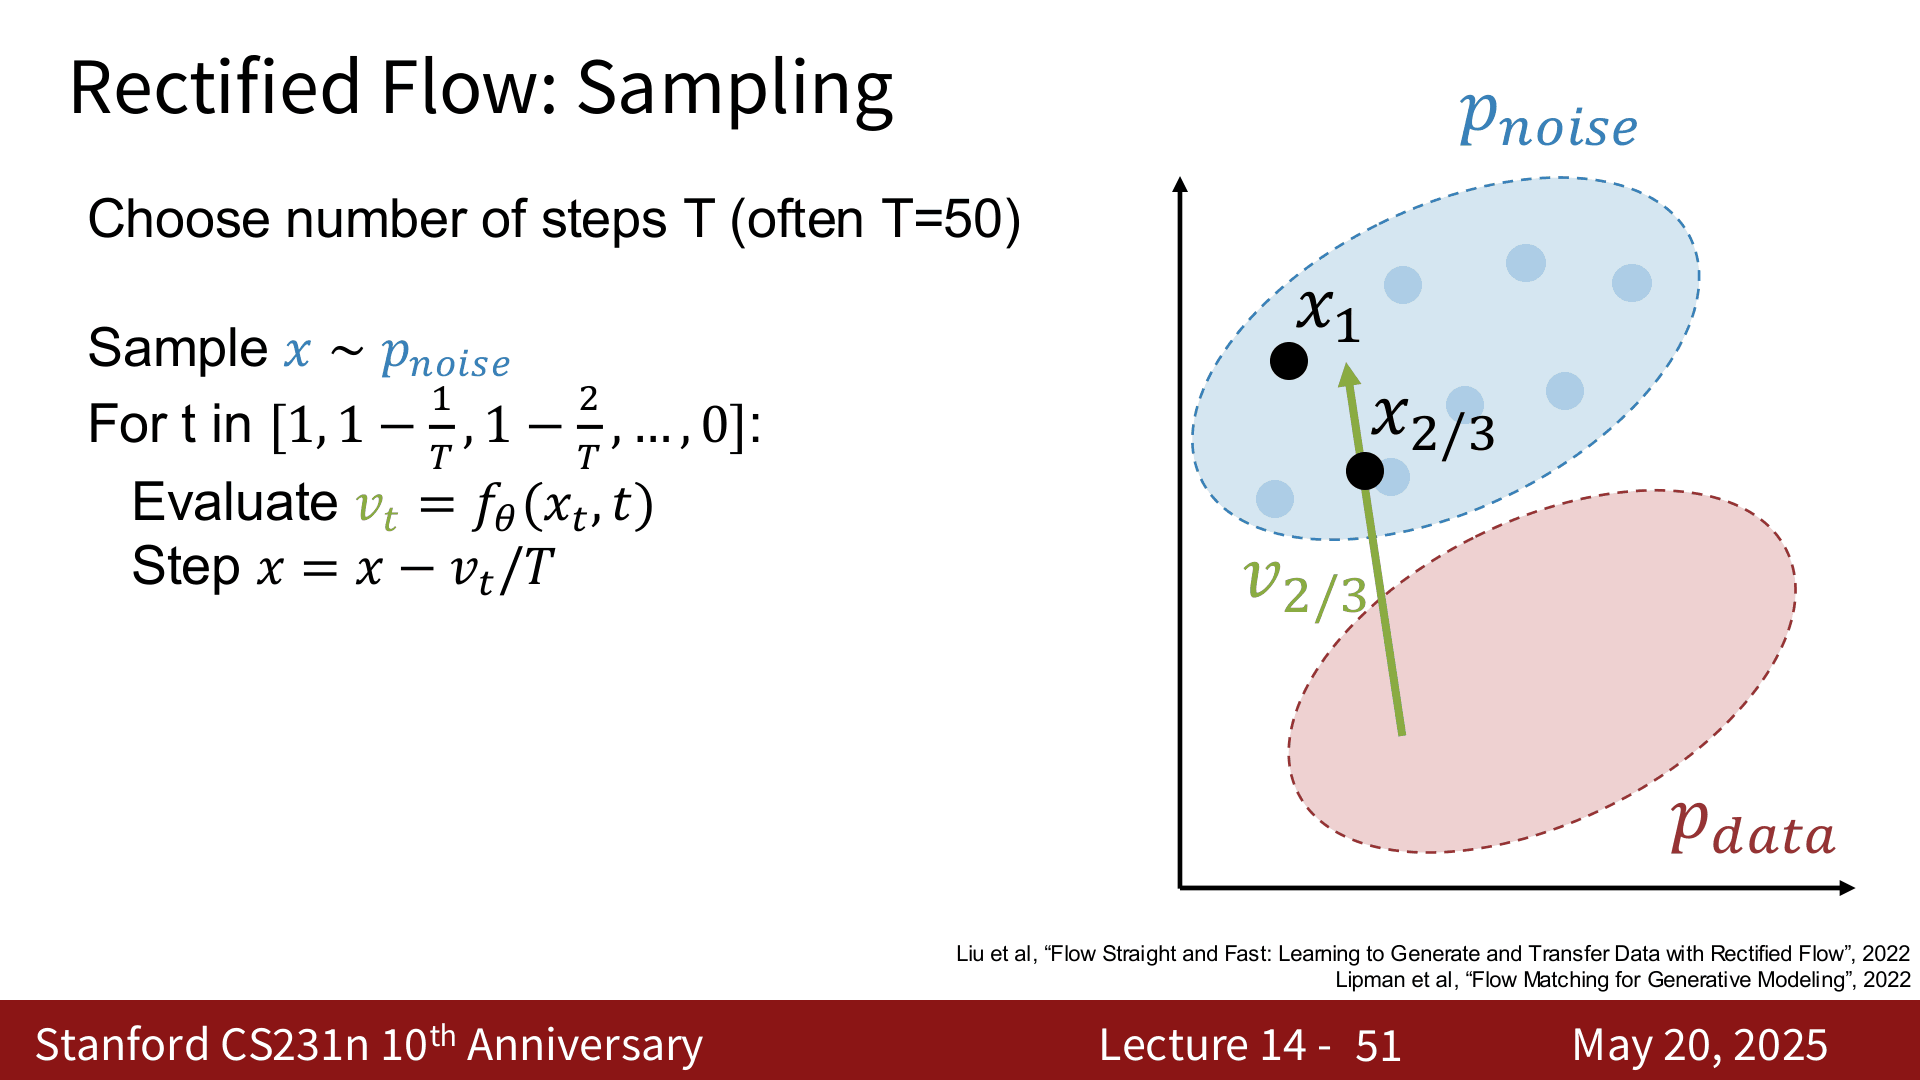 Rectified Flow: Sampling
Choose number of steps T (often T=50)
Sample x ~ p_noise
For t in [1, 1 − 1/T, 1 − 2/T, … , 0]:
Evaluate v_t = f_θ(x_t, t)
Step x = x − v_t/T
p_noise
x_1
x_2/3
v_2/3
p_data
Liu et al, “Flow Straight and Fast: Learning to Generate and Transfer Data with Rectified Flow”, 2022
Lipman et al, “Flow Matching for Generative Modeling”, 2022
Stanford CS231n 10th Anniversary
Lecture 14 - 51
May 20, 2025